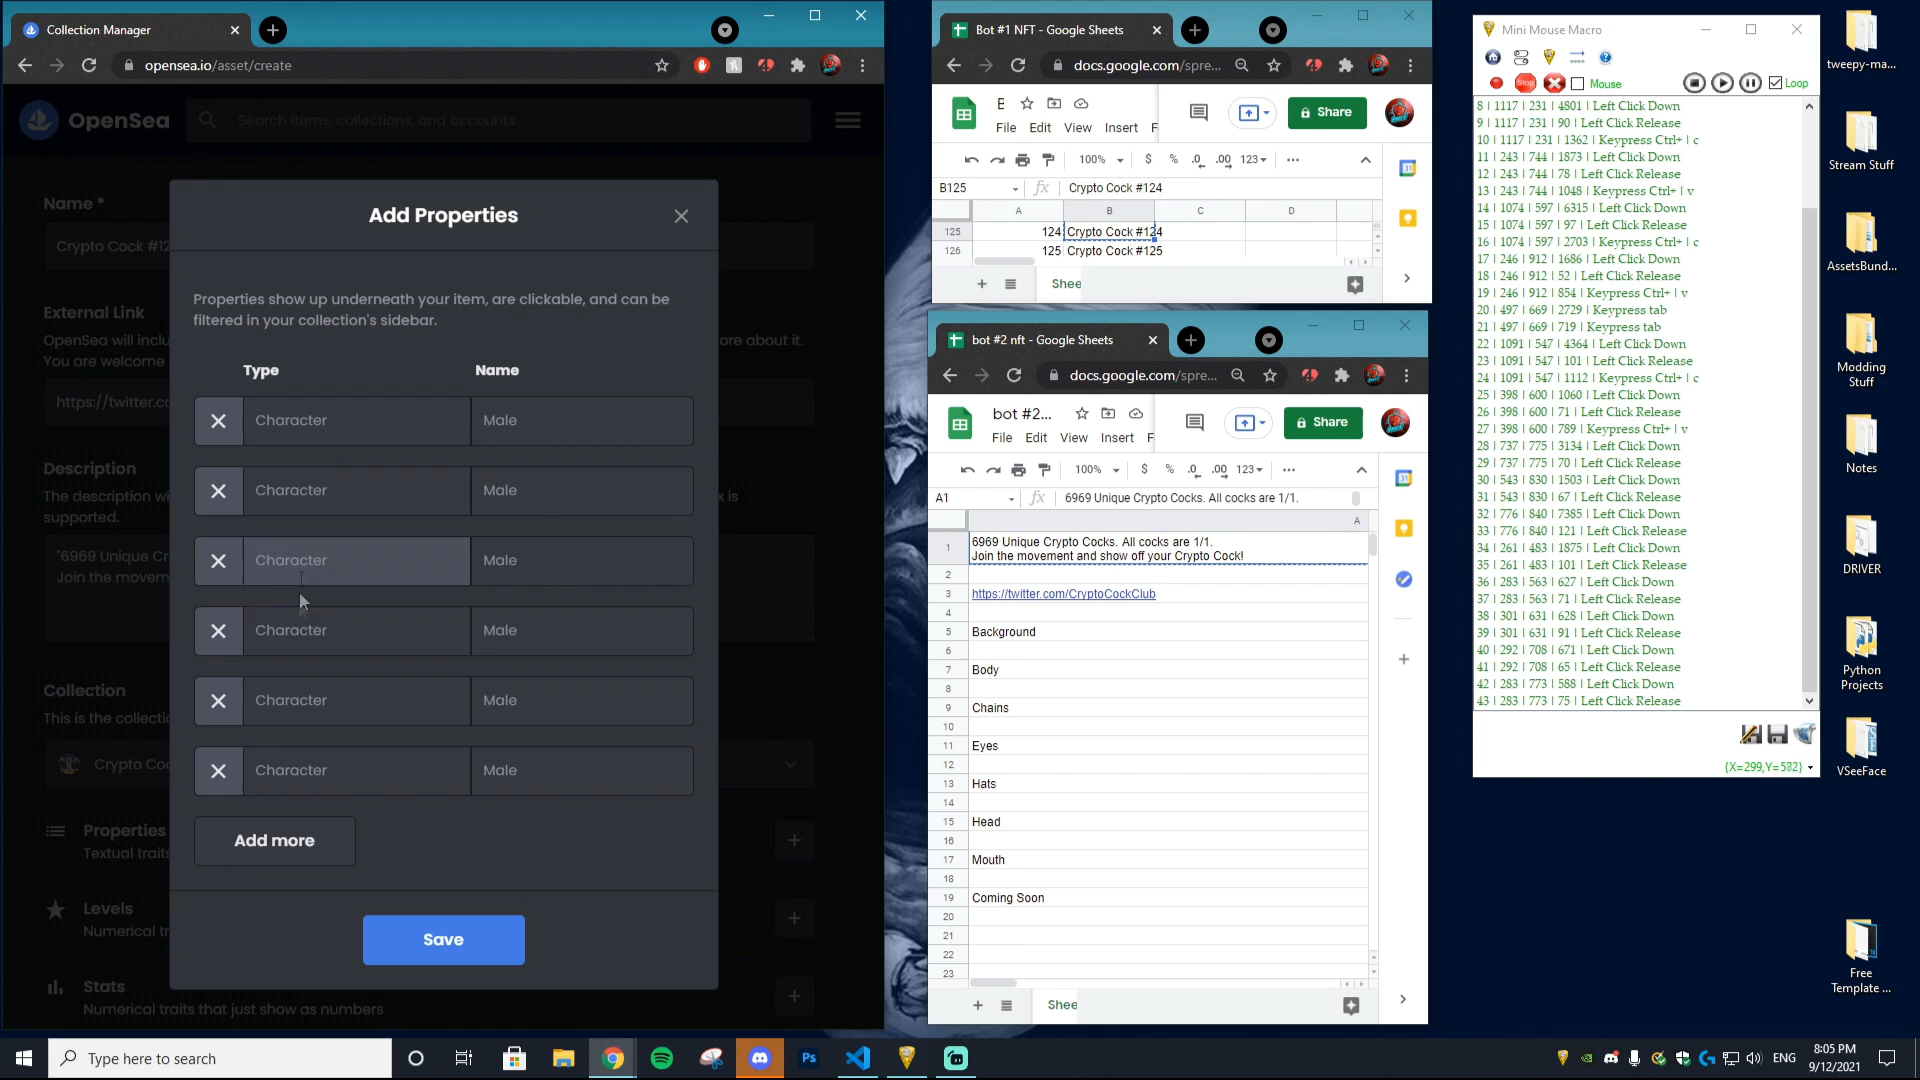 Collection Manager
opensea.io/asset/create
OpenSea
Search items, collections, and accounts
Name *
Crypto Cock #12
External Link
OpenSea will inclu
ore about it.
You are welcome
https://twitter.cc
Description
The description wi
x is
supported.
"6969 Unique Cr
Join the movem
Collection
This is the collectio
Crypto Coc
Properties
Textual traits
Levels
Numerical tr
Stats
Numerical traits that just show as numbers
Add Properties
Properties show up underneath your item, are clickable, and can be
filtered in your collection's sidebar.
Type Name
Character Male
Character Male
Character Male
Character Male
Character Male
Character Male
Add more
Save
Bot #1 NFT - Google Sheets
docs.google.com/spre...
File Edit View Insert F
Share
100% $ % .0 .00 123
B125 fx Crypto Cock #124
A B C D
125 124 Crypto Cock #124
126 125 Crypto Cock #125
Shee
bot #2 nft - Google Sheets
docs.google.com/spre...
bot #2...
File Edit View Insert F
Share
100% $ % .0 .00 123
A1 fx 6969 Unique Crypto Cocks. All cocks are 1/1.
A
1 6969 Unique Crypto Cocks. All cocks are 1/1.
Join the movement and show off your Crypto Cock!
2
3 https://twitter.com/CryptoCockClub
4
5 Background
6
7 Body
8
9 Chains
10
11 Eyes
12
13 Hats
14
15 Head
16
17 Mouth
18
19 Coming Soon
20
21
22
23
Shee
Mini Mouse Macro
Stop
Mouse
Loop
8 | 1117 | 231 | 4801 | Left Click Down
9 | 1117 | 231 | 90 | Left Click Release
10 | 1117 | 231 | 1362 | Keypress Ctrl+ | c
11 | 243 | 744 | 1873 | Left Click Down
12 | 243 | 744 | 78 | Left Click Release
13 | 243 | 744 | 1048 | Keypress Ctrl+ | v
14 | 1074 | 597 | 6315 | Left Click Down
15 | 1074 | 597 | 97 | Left Click Release
16 | 1074 | 597 | 2703 | Keypress Ctrl+ | c
17 | 246 | 912 | 1686 | Left Click Down
18 | 246 | 912 | 52 | Left Click Release
19 | 246 | 912 | 854 | Keypress Ctrl+ | v
20 | 497 | 669 | 2729 | Keypress tab
21 | 497 | 669 | 719 | Keypress tab
22 | 1091 | 547 | 4364 | Left Click Down
23 | 1091 | 547 | 101 | Left Click Release
24 | 1091 | 547 | 1112 | Keypress Ctrl+ | c
25 | 398 | 600 | 1060 | Left Click Down
26 | 398 | 600 | 71 | Left Click Release
27 | 398 | 600 | 789 | Keypress Ctrl+ | v
28 | 737 | 775 | 3134 | Left Click Down
29 | 737 | 775 | 70 | Left Click Release
30 | 543 | 830 | 1503 | Left Click Down
31 | 543 | 830 | 67 | Left Click Release
32 | 776 | 840 | 7385 | Left Click Down
33 | 776 | 840 | 121 | Left Click Release
34 | 261 | 483 | 1875 | Left Click Down
35 | 261 | 483 | 101 | Left Click Release
36 | 283 | 563 | 627 | Left Click Down
37 | 283 | 563 | 71 | Left Click Release
38 | 301 | 631 | 628 | Left Click Down
39 | 301 | 631 | 91 | Left Click Release
40 | 292 | 708 | 671 | Left Click Down
41 | 292 | 708 | 65 | Left Click Release
42 | 283 | 773 | 588 | Left Click Down
43 | 283 | 773 | 75 | Left Click Release
tweepy-ma...
Stream Stuff
AssetsBund...
Modding
Stuff
Notes
DRIVER
Python
Projects
VSeeFace
Free
Template ...
Type here to search
Ps
ENG
8:05 PM
9/12/2021